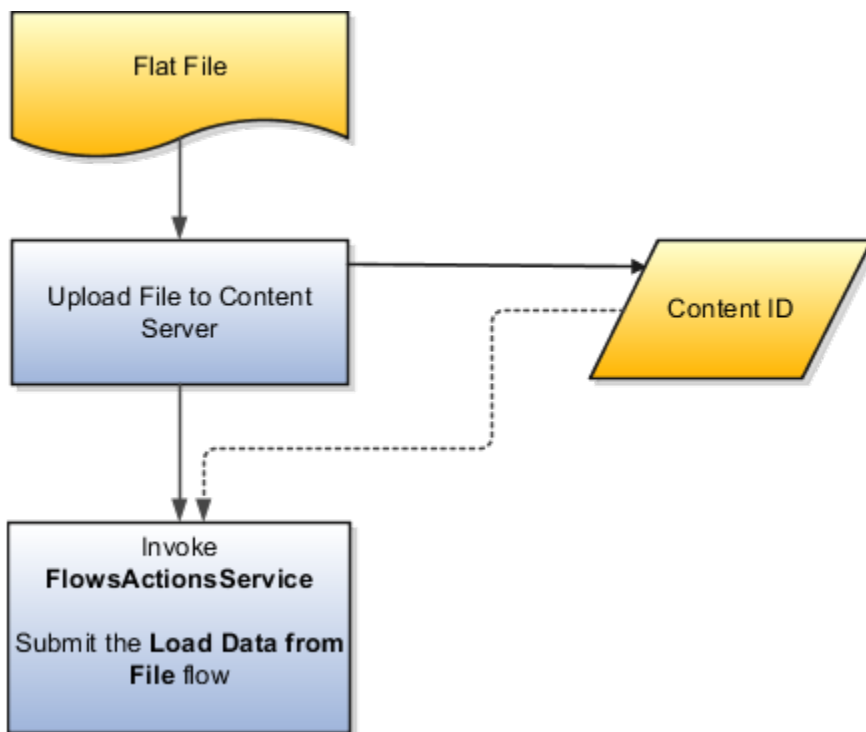 Flat File
Upload File to Content
Server
Content ID
Invoke
FlowsActionsService
Submit the Load Data from
File flow